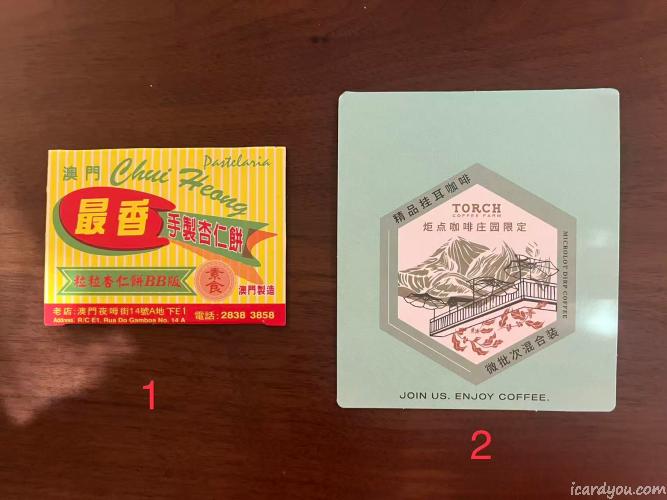 澳門 Chui Heong
Pastelaria
最香
手製杏仁餅
粒粒杏仁餅BB版
素食
澳門製造
老店:澳門夜呣街14號A地下E1
Address. R/C E1, Rua Do Gamboa No. 14 A
電話:2838 3858
1
精品挂耳咖啡
TORCH
COFFEE FARM
炬点咖啡庄园限定
MICROLOT DIRP COFFEE
微批次混合装
JOIN US. ENJOY COFFEE.
2
icardyou.com